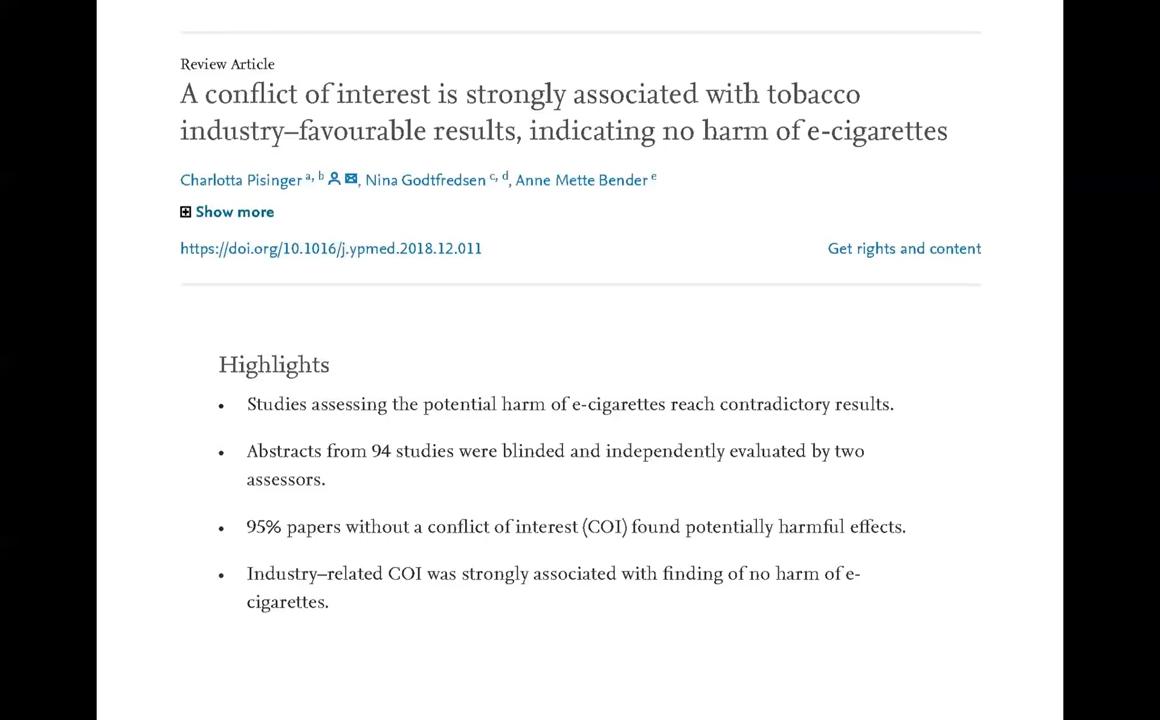 Review Article
A conflict of interest is strongly associated with tobacco
industry–favourable results, indicating no harm of e-cigarettes
Charlotta Pisinger a, b, Nina Godtfredsen c, d, Anne Mette Bender e
Show more
https://doi.org/10.1016/j.ypmed.2018.12.011
Get rights and content
Highlights
• Studies assessing the potential harm of e-cigarettes reach contradictory results.
• Abstracts from 94 studies were blinded and independently evaluated by two
assessors.
• 95% papers without a conflict of interest (COI) found potentially harmful effects.
• Industry–related COI was strongly associated with finding of no harm of e-
cigarettes.